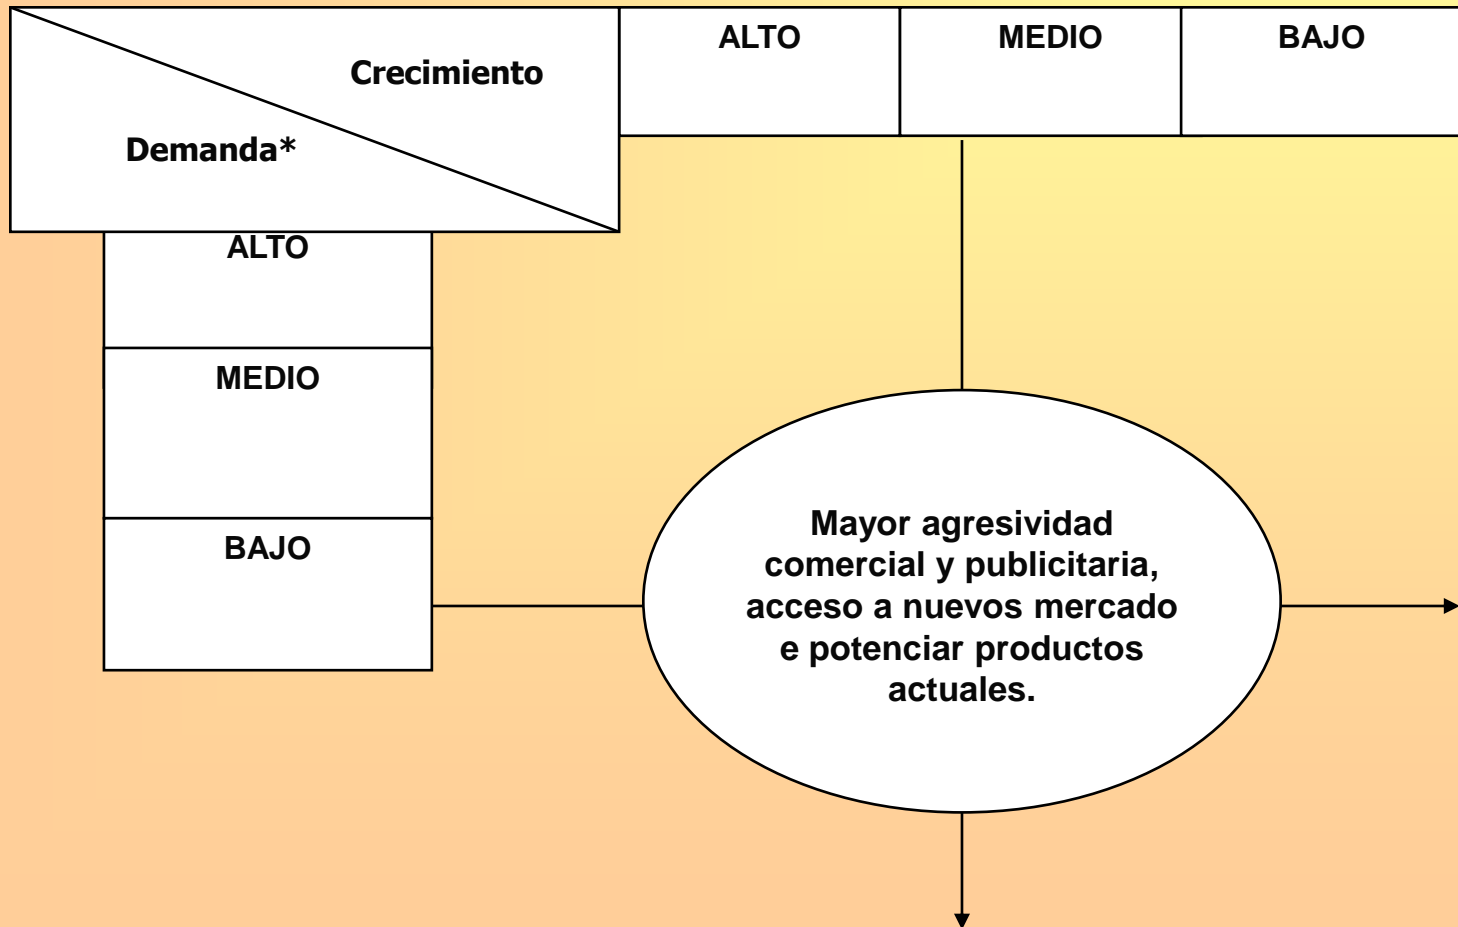 Crecimiento
Demanda*
ALTO
MEDIO
BAJO
ALTO
MEDIO
BAJO
Mayor agresividad
comercial y publicitaria,
acceso a nuevos mercado
e potenciar productos
actuales.